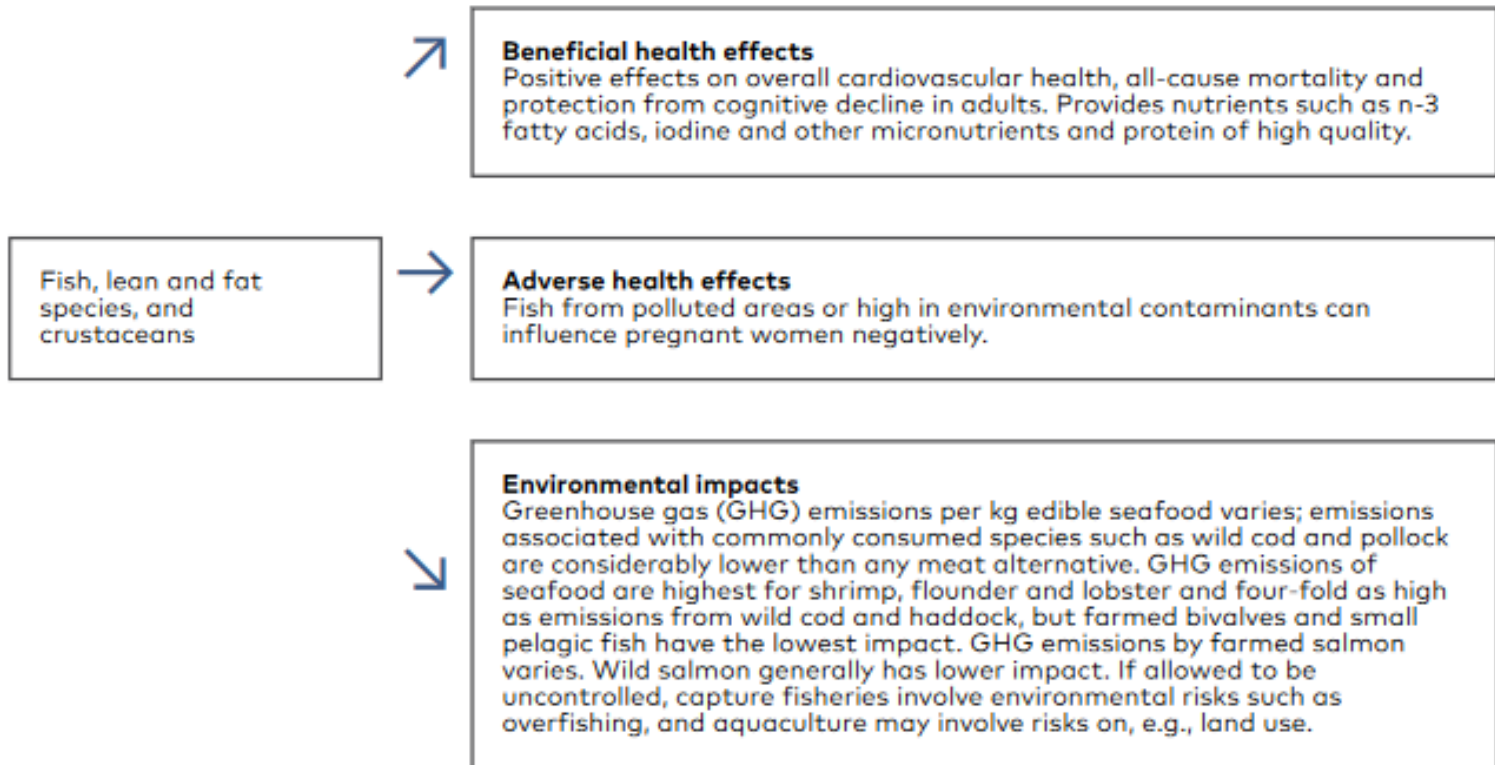 Beneficial health effects
Positive effects on overall cardiovascular health, all-cause mortality and
protection from cognitive decline in adults. Provides nutrients such as n-3
fatty acids, iodine and other micronutrients and protein of high quality.
Fish, lean and fat
species, and
crustaceans
Adverse health effects
Fish from polluted areas or high in environmental contaminants can
influence pregnant women negatively.
Environmental impacts
Greenhouse gas (GHG) emissions per kg edible seafood varies; emissions
associated with commonly consumed species such as wild cod and pollock
are considerably lower than any meat alternative. GHG emissions of
seafood are highest for shrimp, flounder and lobster and four-fold as high
as emissions from wild cod and haddock, but farmed bivalves and small
pelagic fish have the lowest impact. GHG emissions by farmed salmon
varies. Wild salmon generally has lower impact. If allowed to be
uncontrolled, capture fisheries involve environmental risks such as
overfishing, and aquaculture may involve risks on, e.g., land use.